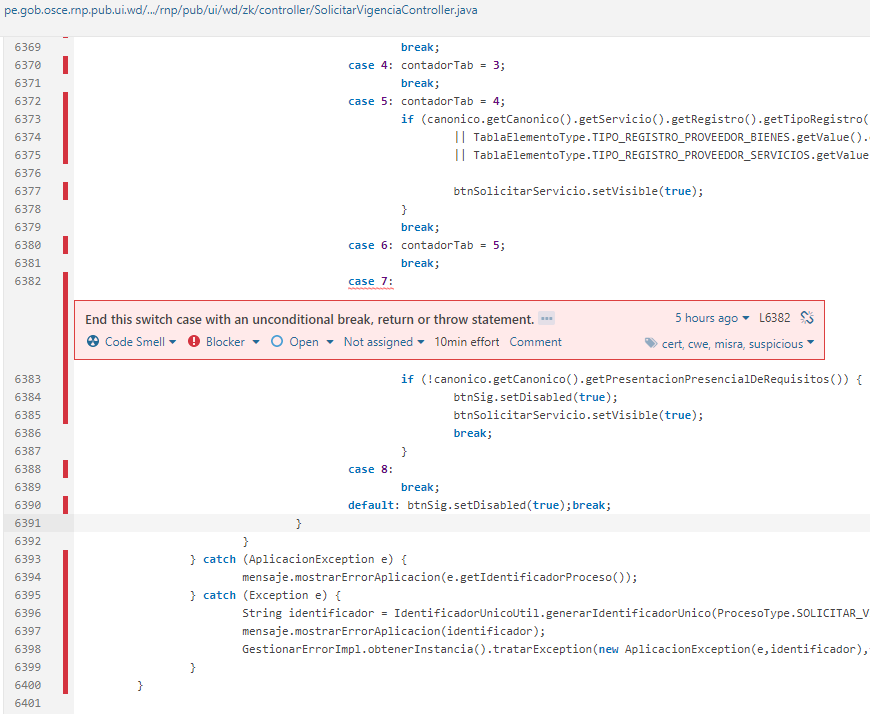 pe.gob.osce.rnp.pub.ui.wd/.../rnp/pub/ui/wd/zk/controller/SolicitarVigenciaController.java
6369 break;
6370 case 4: contadorTab = 3;
6371 break;
6372 case 5: contadorTab = 4;
6373 if (canonico.getCanonico().getServicio().getRegistro().getTipoRegistro(
6374 || TablaElementoType.TIPO_REGISTRO_PROVEEDOR_BIENES.getValue().
6375 || TablaElementoType.TIPO_REGISTRO_PROVEEDOR_SERVICIOS.getValue
6376
6377 btnSolicitarServicio.setVisible(true);
6378 }
6379 break;
6380 case 6: contadorTab = 5;
6381 break;
6382 case 7:
End this switch case with an unconditional break, return or throw statement. 5 hours ago L6382
Code Smell Blocker Open Not assigned 10min effort Comment cert, cwe, misra, suspicious
6383 if (!canonico.getCanonico().getPresentacionPresencialDeRequisitos()) {
6384 btnSig.setDisabled(true);
6385 btnSolicitarServicio.setVisible(true);
6386 break;
6387 }
6388 case 8:
6389 break;
6390 default: btnSig.setDisabled(true);break;
6391 }
6392 }
6393 } catch (AplicacionException e) {
6394 mensaje.mostrarErrorAplicacion(e.getIdentificadorProceso());
6395 } catch (Exception e) {
6396 String identificador = IdentificadorUnicoUtil.generarIdentificadorUnico(ProcesoType.SOLICITAR_V
6397 mensaje.mostrarErrorAplicacion(identificador);
6398 GestionarErrorImpl.obtenerInstancia().tratarException(new AplicacionException(e,identificador),
6399 }
6400 }
6401